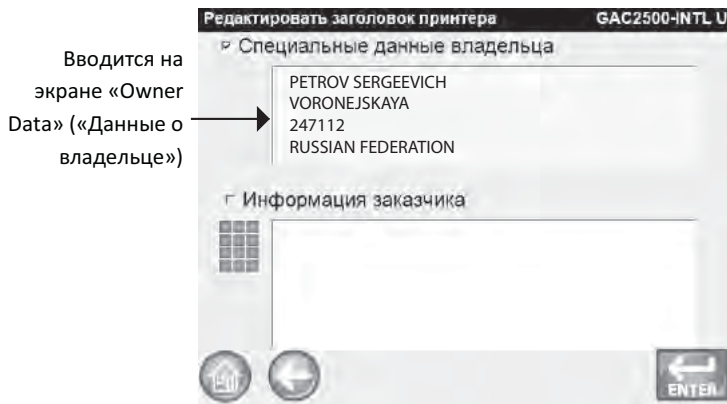 Редактировать заголовок принтера GAC2500-INTL U
Специальные данные владельца
Вводится на
экране «Owner
Data» («Данные о
владельце»)
PETROV SERGEEVICH
VORONEJSKAYA
247112
RUSSIAN FEDERATION
Информация заказчика
ENTER